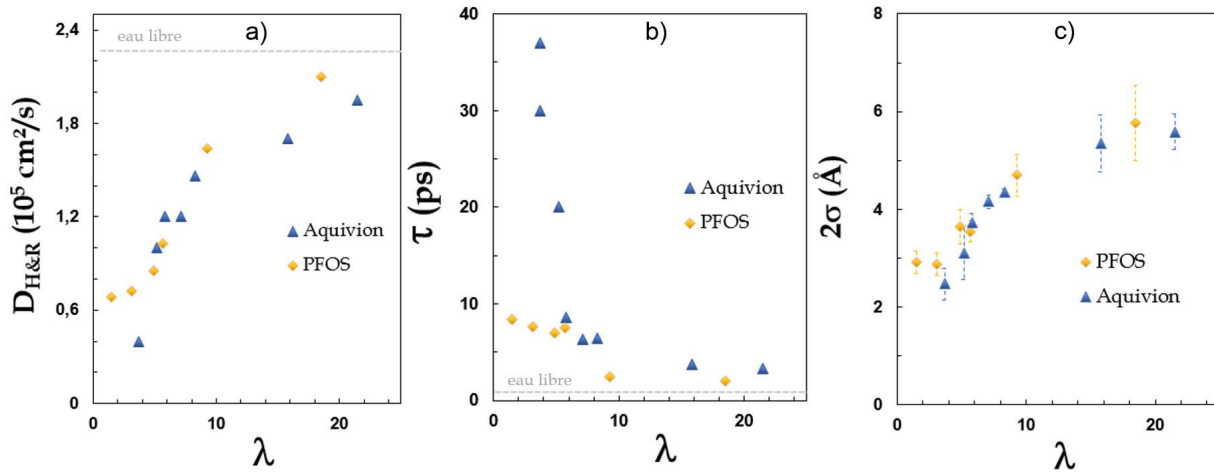 a)
eau libre
2,4
1,8
1,2
0,6
0
0
10
20
D_H&R (10⁵ cm²/s)
λ
Aquivion
PFOS
b)
40
30
20
10
0
0
10
20
τ (ps)
λ
Aquivion
PFOS
eau libre
c)
8
6
4
2
0
0
10
20
2σ (Å)
λ
PFOS
Aquivion